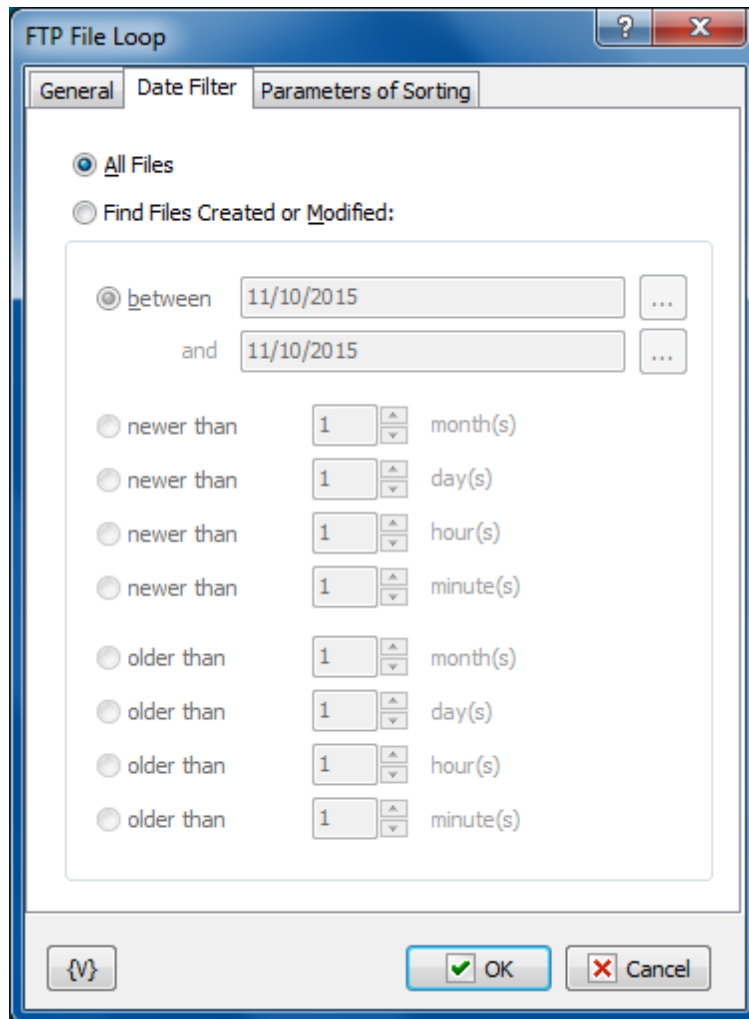 FTP File Loop
General Date Filter Parameters of Sorting
All Files
Find Files Created or Modified:
between 11/10/2015 ...
and 11/10/2015 ...
newer than 1 month(s)
newer than 1 day(s)
newer than 1 hour(s)
newer than 1 minute(s)
older than 1 month(s)
older than 1 day(s)
older than 1 hour(s)
older than 1 minute(s)
{V} OK Cancel